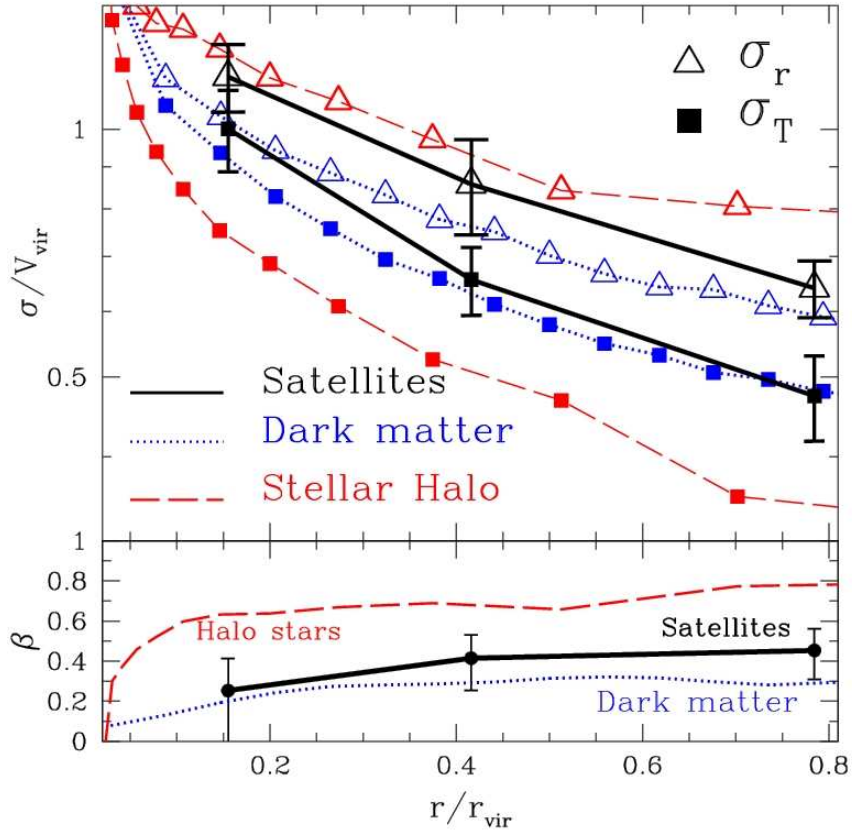 σr
σT
1
σ/Vvir
0.5
Satellites
Dark matter
Stellar Halo
1
0.8
0.6
0.4
0.2
0
β
Halo stars
Satellites
Dark matter
0.2 0.4 0.6 0.8
r/rvir